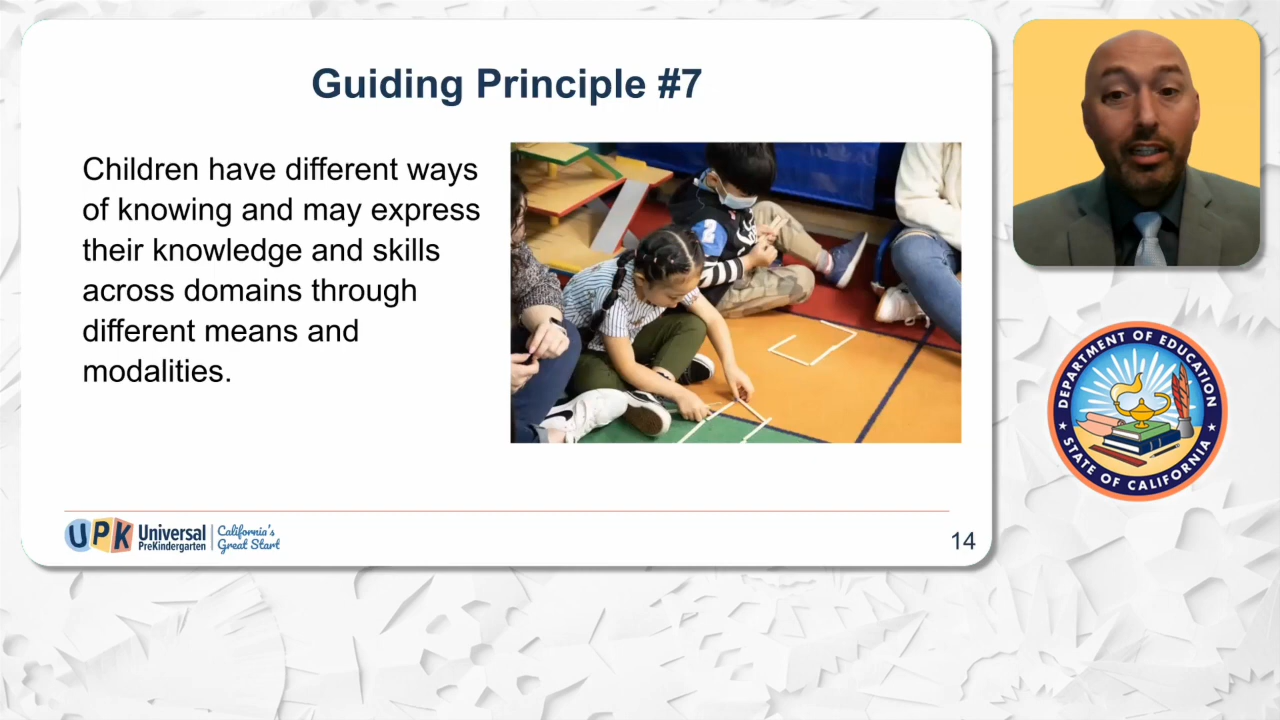 Guiding Principle #7
Children have different ways
of knowing and may express
their knowledge and skills
across domains through
different means and
modalities.
UPK Universal PreKindergarten California's Great Start
14
DEPARTMENT OF EDUCATION
STATE OF CALIFORNIA